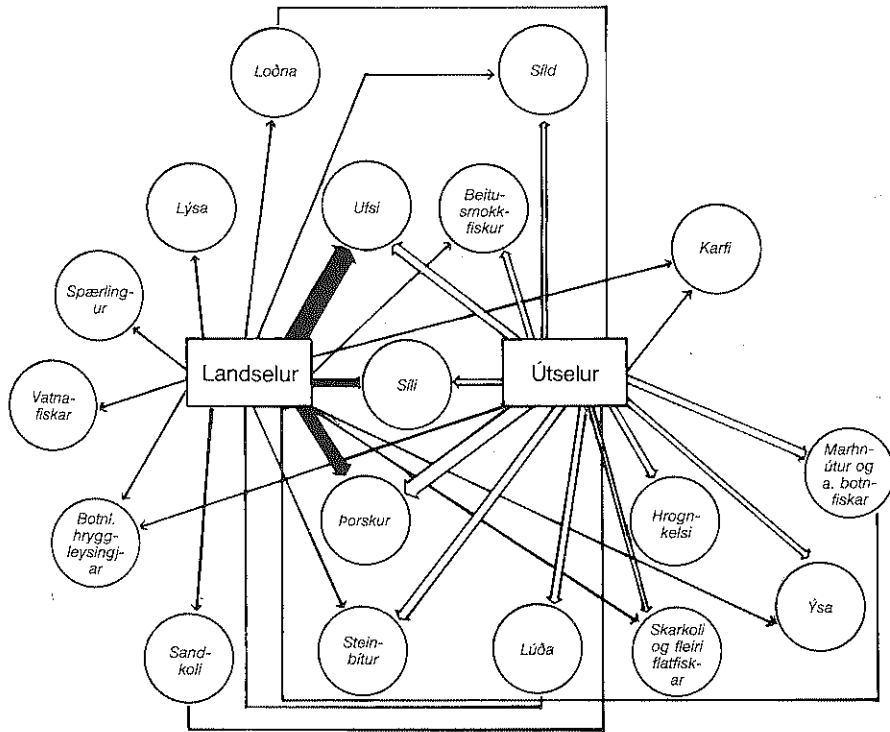 Loðna
Síld
Lýsa
Ufsi
Beitu-
smokk-
fiskur
Karfi
Spærling-
ur
Landselur
Síli
Útselur
Vatna-
fiskar
Marhn-
útur og
a. botn-
fiskar
Botnl.
hrygg-
leysingj-
ar
Þorskur
Hrogn-
kelsi
Ýsa
Sand-
koli
Stein-
bítur
Lúða
Skarkoli
og fleiri
flatfisk-
ar